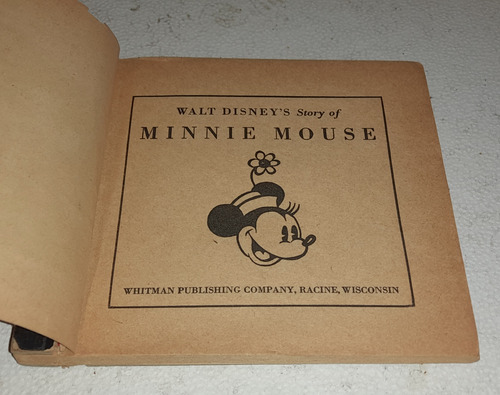 WALT DISNEY'S Story of
MINNIE MOUSE
WHITMAN PUBLISHING COMPANY, RACINE, WISCONSIN